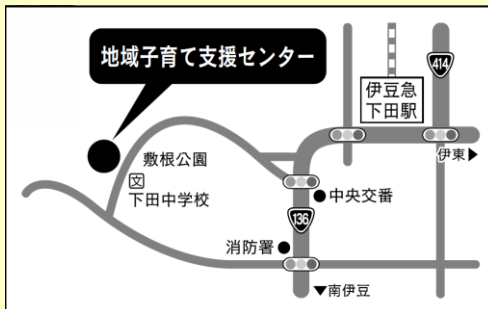 地域子育て支援センター
414
伊豆急
下田駅
伊東▶
敷根公園
文
下田中学校
中央交番
136
消防署
▼南伊豆